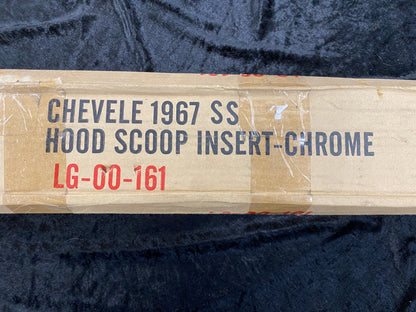 CHEVELE 1967 SS
HOOD SCOOP INSERT-CHROME
LG-00-161